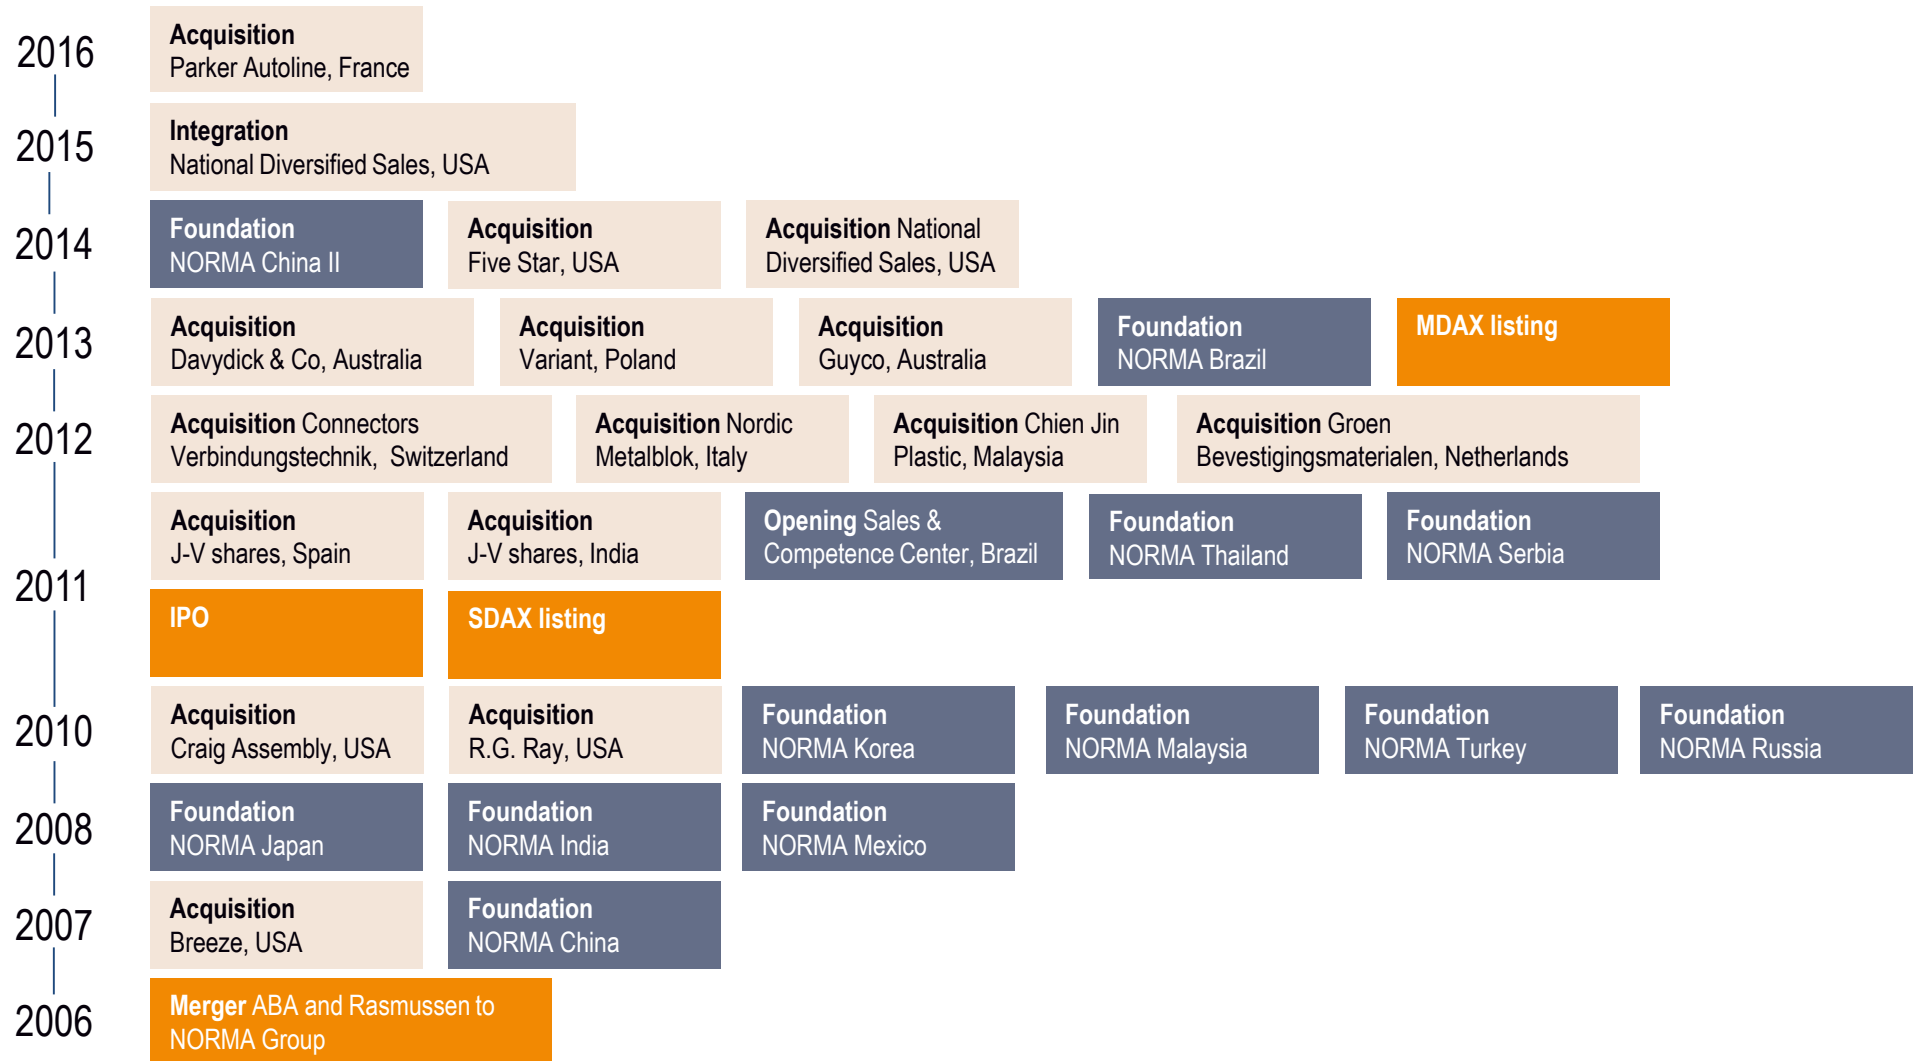 2016
Acquisition
Parker Autoline, France
2015
Integration
National Diversified Sales, USA
2014
Foundation
NORMA China II
Acquisition
Five Star, USA
Acquisition National
Diversified Sales, USA
2013
Acquisition
Davydick & Co, Australia
Acquisition
Variant, Poland
Acquisition
Guyco, Australia
Foundation
NORMA Brazil
MDAX listing
2012
Acquisition Connectors
Verbindungstechnik, Switzerland
Acquisition Nordic
Metalblok, Italy
Acquisition Chien Jin
Plastic, Malaysia
Acquisition Groen
Bevestigingsmaterialen, Netherlands
2011
Acquisition
J-V shares, Spain
Acquisition
J-V shares, India
Opening Sales &
Competence Center, Brazil
Foundation
NORMA Thailand
Foundation
NORMA Serbia
IPO
SDAX listing
2010
Acquisition
Craig Assembly, USA
Acquisition
R.G. Ray, USA
Foundation
NORMA Korea
Foundation
NORMA Malaysia
Foundation
NORMA Turkey
Foundation
NORMA Russia
2008
Foundation
NORMA Japan
Foundation
NORMA India
Foundation
NORMA Mexico
2007
Acquisition
Breeze, USA
Foundation
NORMA China
2006
Merger ABA and Rasmussen to
NORMA Group